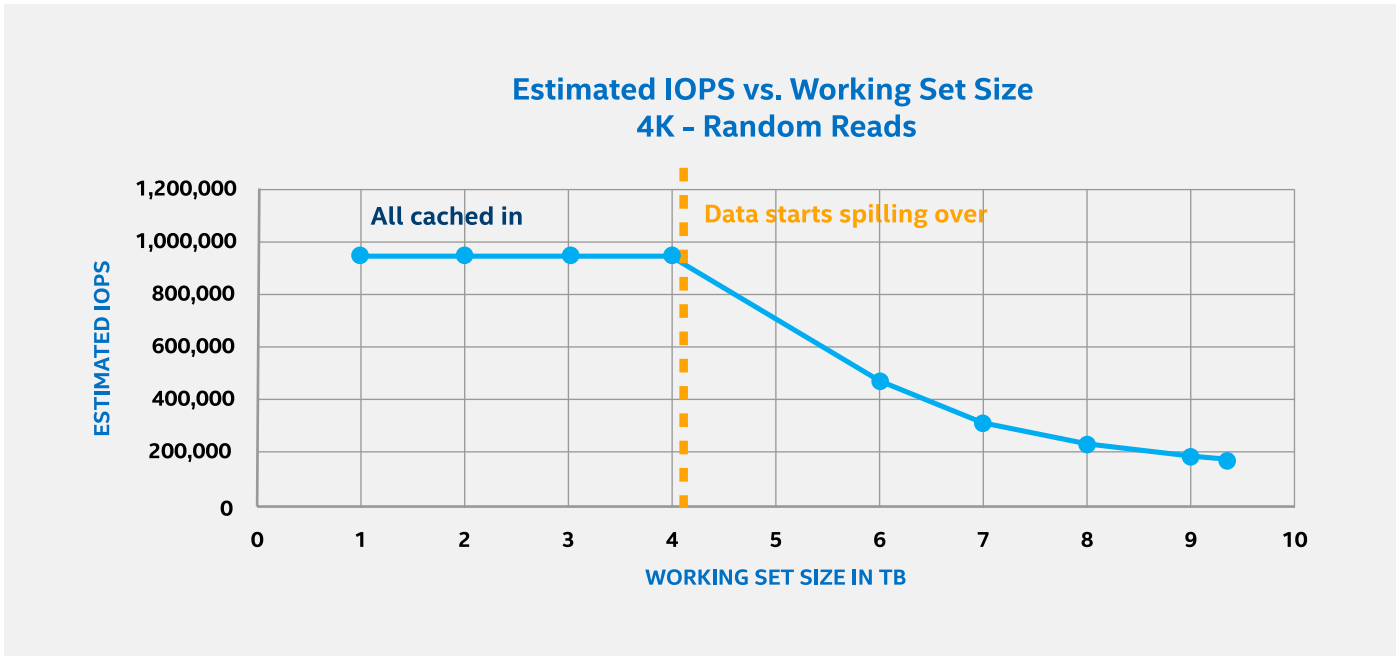 Estimated IOPS vs. Working Set Size
4K - Random Reads
1,200,000
1,000,000
800,000
600,000
400,000
200,000
0
All cached in
Data starts spilling over
ESTIMATED IOPS
0 1 2 3 4 5 6 7 8 9 10
WORKING SET SIZE IN TB